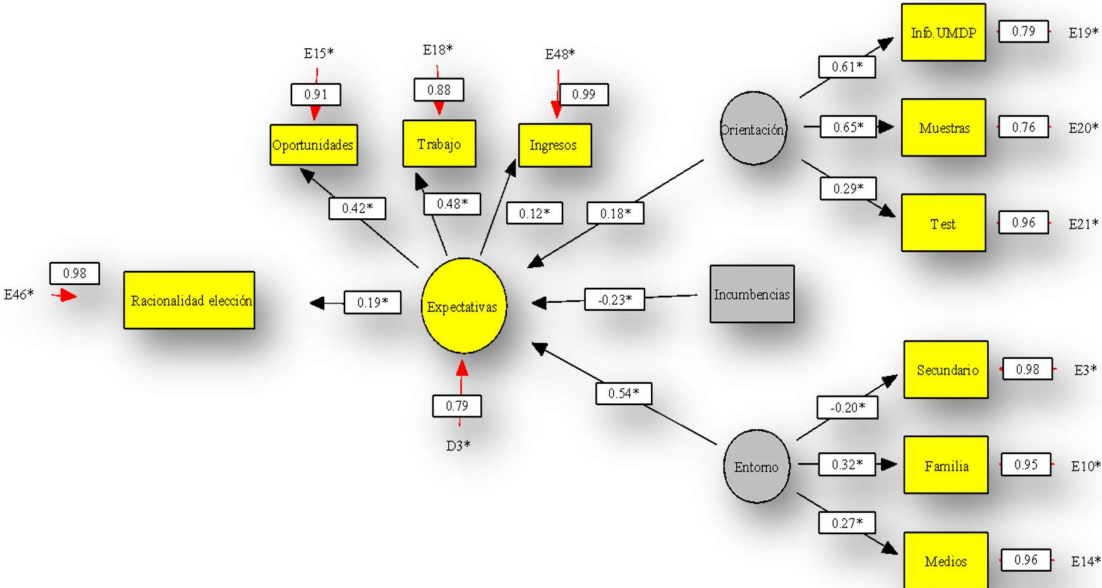 Info. UMDP
0.79
E19*
E15*
E18*
E48*
0.61*
0.91
0.88
0.99
Orientación
0.65*
Muestras
0.76
E20*
Oportunidades
Trabajo
Ingresos
0.29*
0.42*
0.48*
0.12*
0.18*
Test
0.96
E21*
0.98
E46*
Racionalidad elección
0.19*
Expectativas
-0.23*
Incumbencias
Secundario
0.98
E3*
0.79
0.54*
-0.20*
D3*
Entorno
0.32*
Familia
0.95
E10*
0.27*
Medios
0.96
E14*